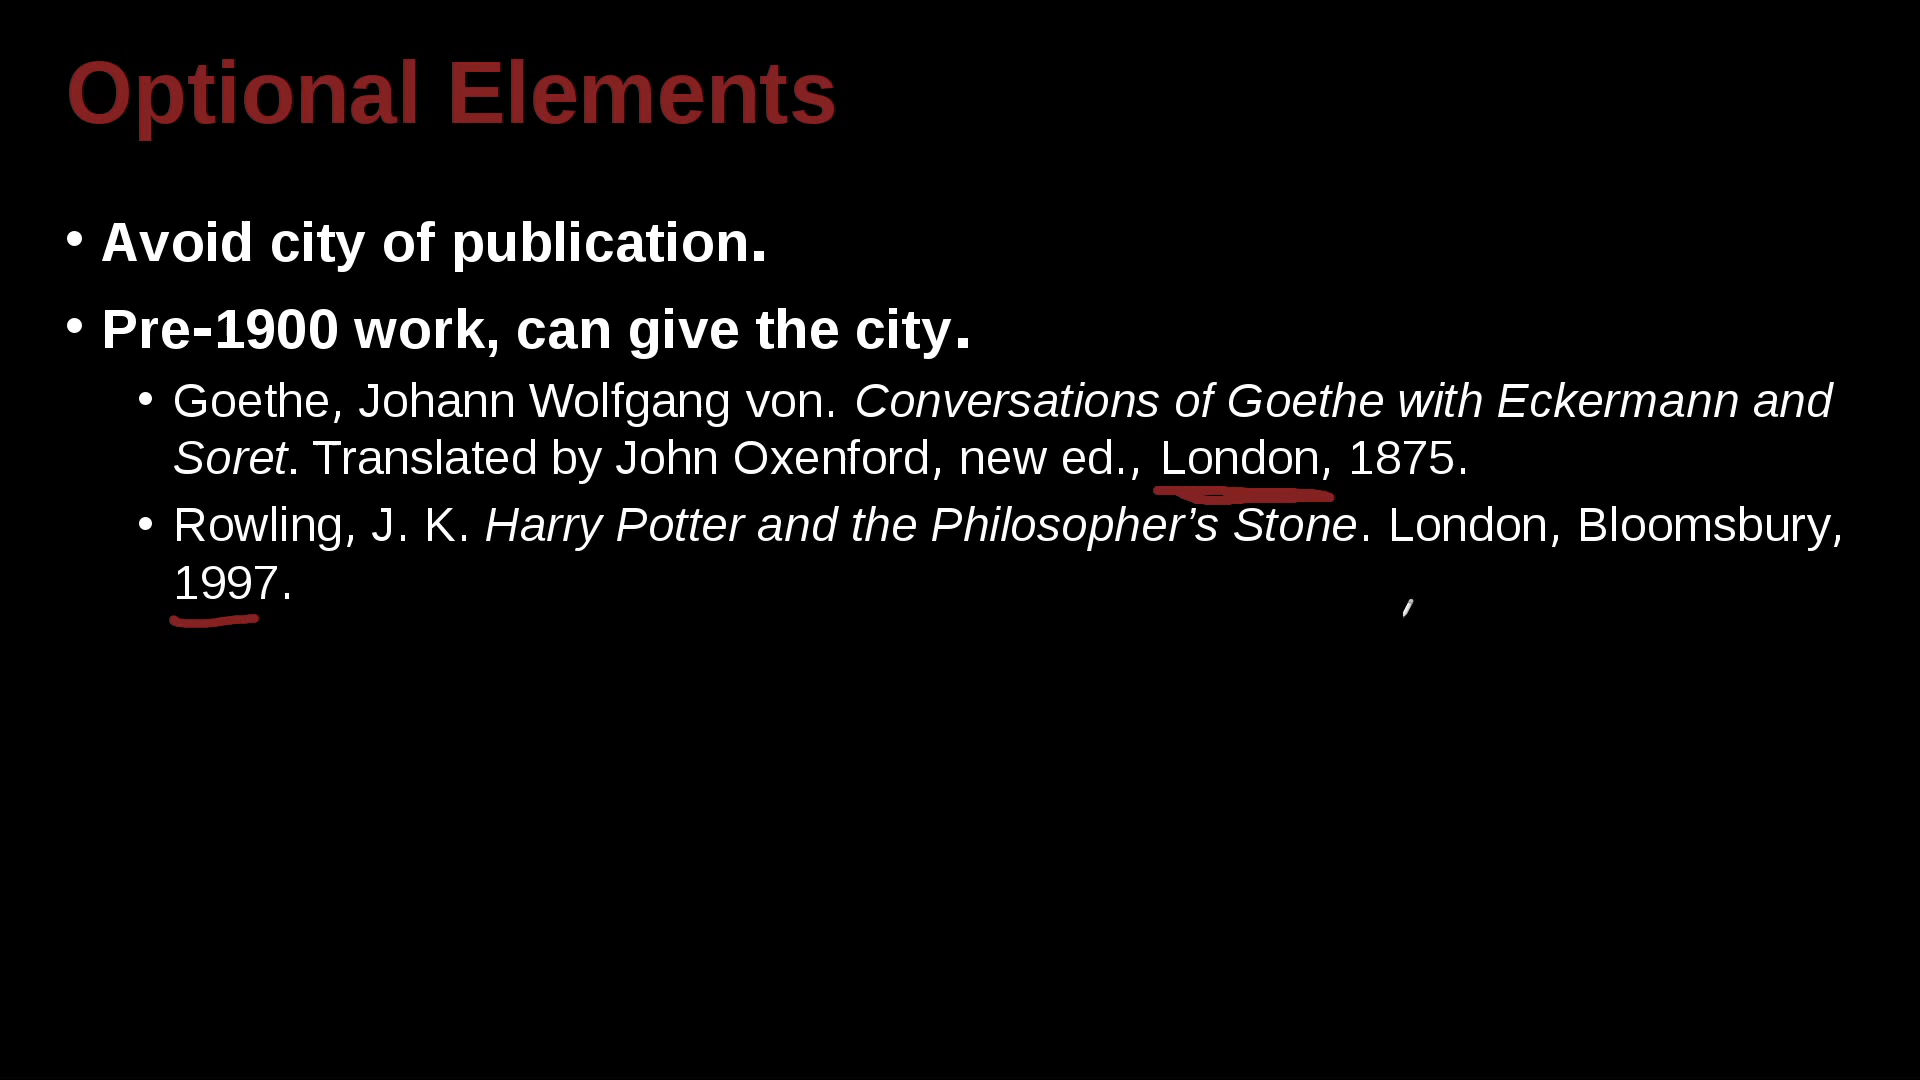 Optional Elements
• Avoid city of publication.
• Pre-1900 work, can give the city.
• Goethe, Johann Wolfgang von. Conversations of Goethe with Eckermann and
Soret. Translated by John Oxenford, new ed., London, 1875.
• Rowling, J. K. Harry Potter and the Philosopher’s Stone. London, Bloomsbury,
1997.